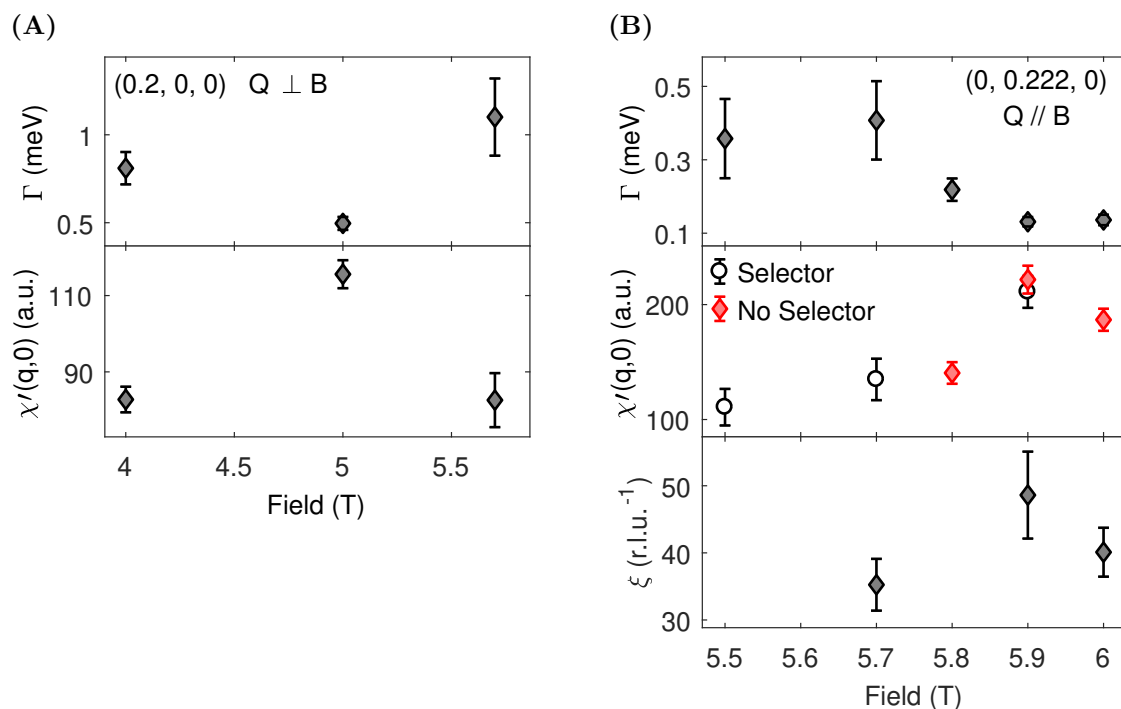 (A)
(0.2, 0, 0) Q ⊥ B
Γ (meV)
1
0.5
χ′(q,0) (a.u.)
110
90
4 4.5 5 5.5
Field (T)
(B)
(0, 0.222, 0)
Q // B
Γ (meV)
0.5
0.3
0.1
Selector
No Selector
χ′(q,0) (a.u.)
200
100
ξ (r.l.u.⁻¹)
50
40
30
5.5 5.6 5.7 5.8 5.9 6
Field (T)